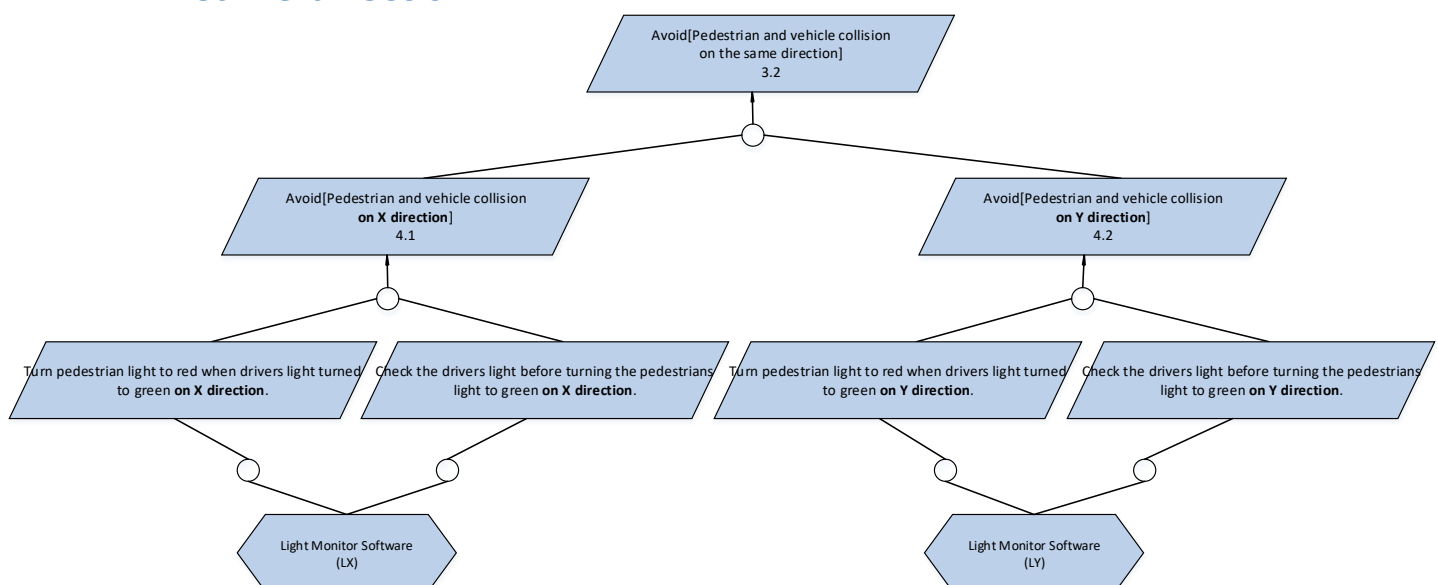 Avoid[Pedestrian and vehicle collision
on the same direction]
3.2
Avoid[Pedestrian and vehicle collision
on X direction]
4.1
Avoid[Pedestrian and vehicle collision
on Y direction]
4.2
Turn pedestrian light to red when drivers light turned
to green on X direction.
Check the drivers light before turning the pedestrians
light to green on X direction.
Turn pedestrian light to red when drivers light turned
to green on Y direction.
Check the drivers light before turning the pedestrians
light to green on Y direction.
Light Monitor Software
(LX)
Light Monitor Software
(LY)